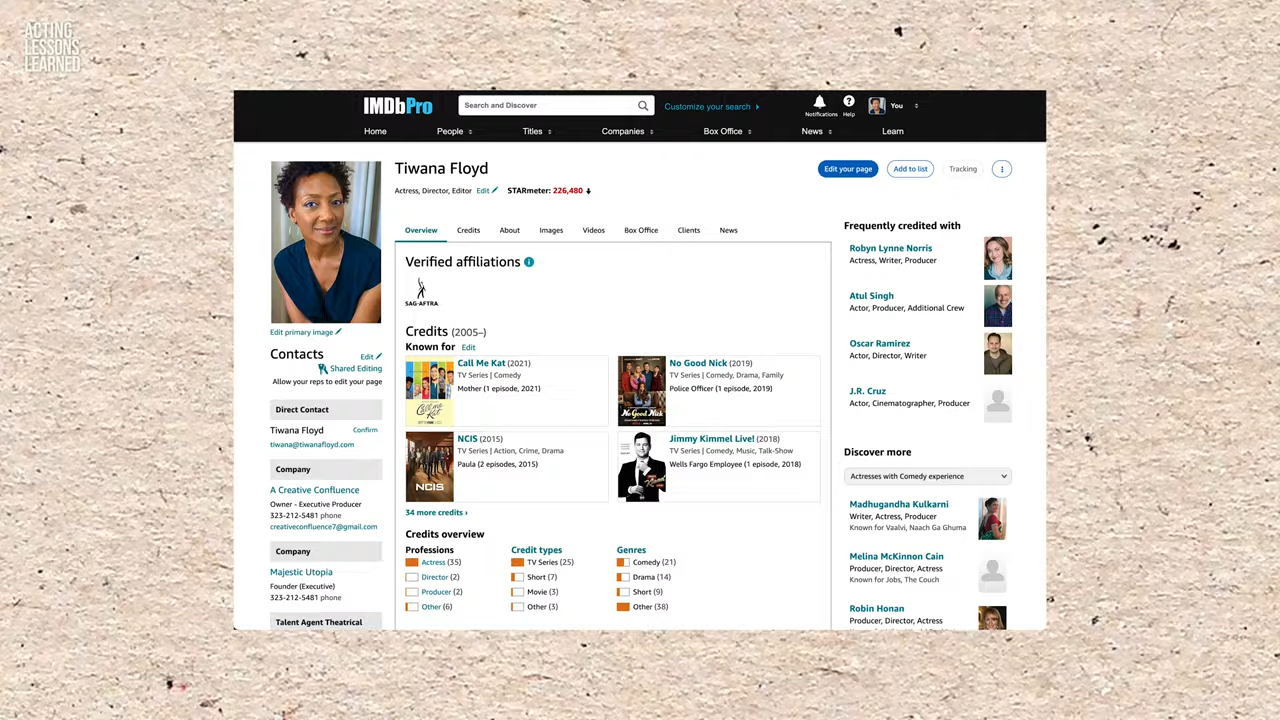 ACTING
LESSONS
LEARNED
IMDbPro
Search and Discover
Customize your search
Notifications
Help
You
Home
People
Titles
Companies
Box Office
News
Learn
Tiwana Floyd
Actress, Director, Editor Edit STARmeter: 226,480
Edit your page
Add to list
Tracking
Overview
Credits
About
Images
Videos
Box Office
Clients
News
Edit primary image
Contacts
Edit
Shared Editing
Allow your reps to edit your page
Direct Contact
Tiwana Floyd Confirm
tiwana@tiwanafloyd.com
Company
A Creative Confluence
Owner - Executive Producer
323-212-5481 phone
creativeconfluence7@gmail.com
Company
Majestic Utopia
Founder (Executive)
323-212-5481 phone
Talent Agent Theatrical
Verified affiliations
SAG-AFTRA
Credits (2005–)
Known for Edit
Call Me Kat (2021)
TV Series | Comedy
Mother (1 episode, 2021)
Call me Kat
No Good Nick (2019)
TV Series | Comedy, Drama, Family
Police Officer (1 episode, 2019)
No Good Nick
NCIS (2015)
TV Series | Action, Crime, Drama
Paula (2 episodes, 2015)
NCIS
Jimmy Kimmel Live! (2018)
TV Series | Comedy, Music, Talk-Show
Wells Fargo Employee (1 episode, 2018)
34 more credits
Credits overview
Professions
Actress (35)
Director (2)
Producer (2)
Other (6)
Credit types
TV Series (25)
Short (7)
Movie (3)
Other (3)
Genres
Comedy (21)
Drama (14)
Short (9)
Other (38)
Frequently credited with
Robyn Lynne Norris
Actress, Writer, Producer
Atul Singh
Actor, Producer, Additional Crew
Oscar Ramirez
Actor, Director, Writer
J.R. Cruz
Actor, Cinematographer, Producer
Discover more
Actresses with Comedy experience
Madhugandha Kulkarni
Writer, Actress, Producer
Known for Vaalvi, Naach Ga Ghuma
Melina McKinnon Cain
Producer, Director, Actress
Known for Jobs, The Couch
Robin Honan
Producer, Director, Actress